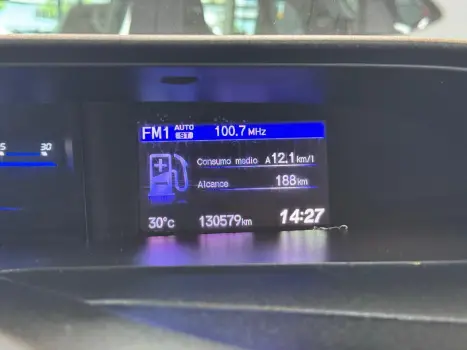 FM1 AUTO ST 100.7 MHz
Consumo medio A 12.1 km/l
Alcance 188 km
30°C 130579 km 14:27
30